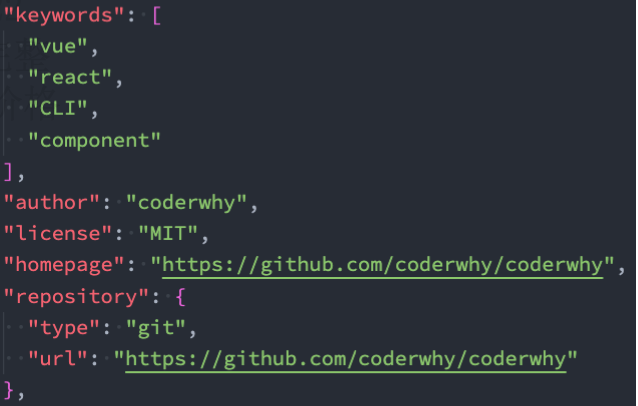 "keywords": [
"vue",
"react",
"CLI",
"component"
],
"author": "coderwhy",
"license": "MIT",
"homepage": "https://github.com/coderwhy/coderwhy",
"repository": {
"type": "git",
"url": "https://github.com/coderwhy/coderwhy"
},